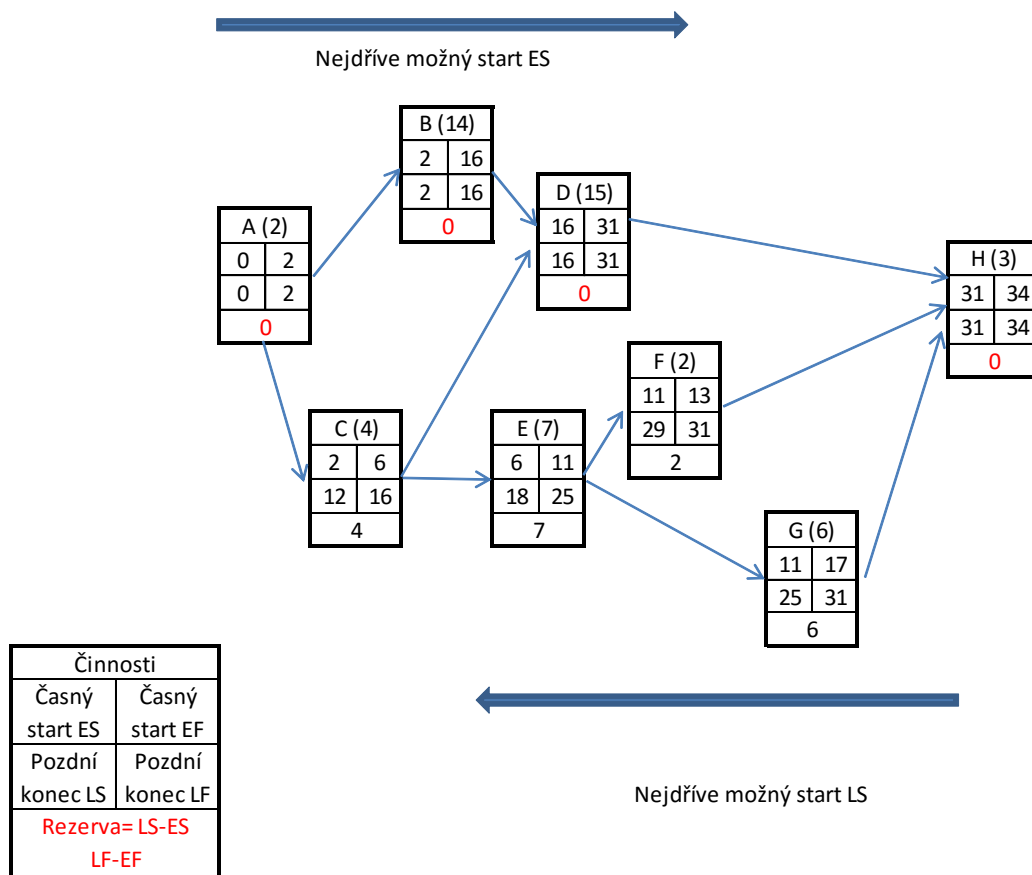 Nejdříve možný start ES
B (14)
2 16
2 16
0
D (15)
16 31
16 31
0
A (2)
0 2
0 2
0
H (3)
31 34
31 34
0
F (2)
11 13
29 31
2
C (4)
2 6
12 16
4
E (7)
6 11
18 25
7
G (6)
11 17
25 31
6
Činnosti
Časný Časný
start ES start EF
Pozdní Pozdní
konec LS konec LF
Rezerva= LS-ES
LF-EF
Nejdříve možný start LS